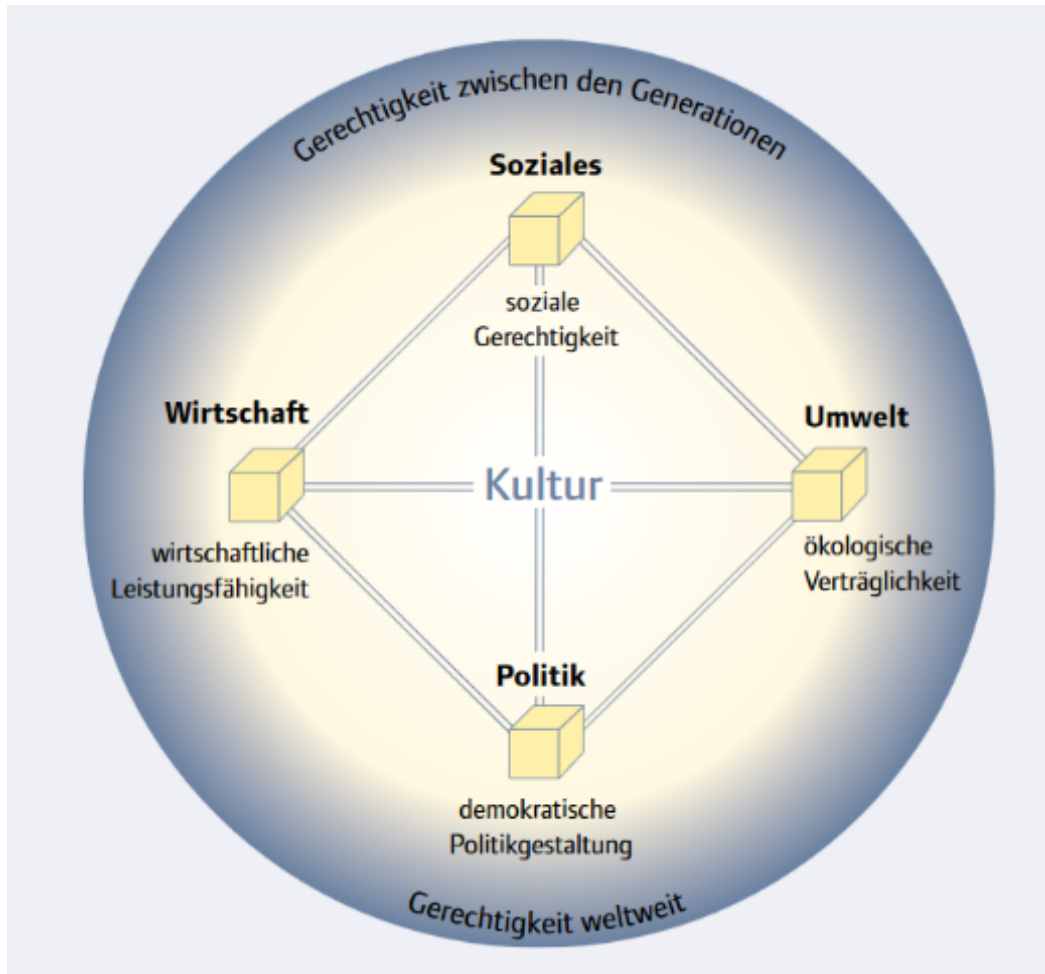 Gerechtigkeit zwischen den Generationen
Soziales
soziale
Gerechtigkeit
Wirtschaft
wirtschaftliche
Leistungsfähigkeit
Kultur
Umwelt
ökologische
Verträglichkeit
Politik
demokratische
Politikgestaltung
Gerechtigkeit weltweit